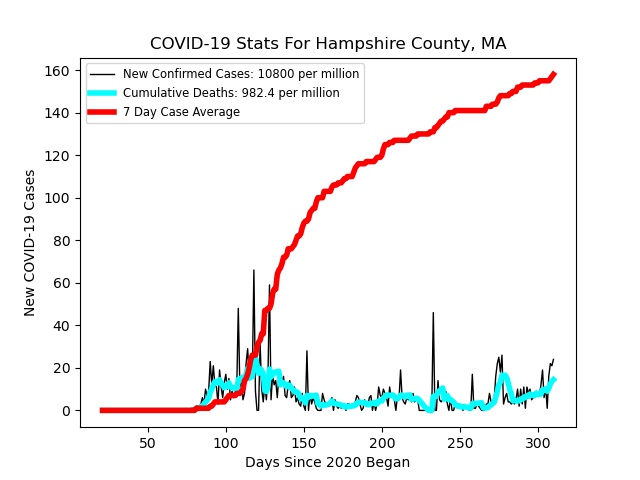 COVID-19 Stats For Hampshire County, MA
New Confirmed Cases: 10800 per million
Cumulative Deaths: 982.4 per million
7 Day Case Average
160
140
120
100
80
60
40
20
0
New COVID-19 Cases
50 100 150 200 250 300
Days Since 2020 Began